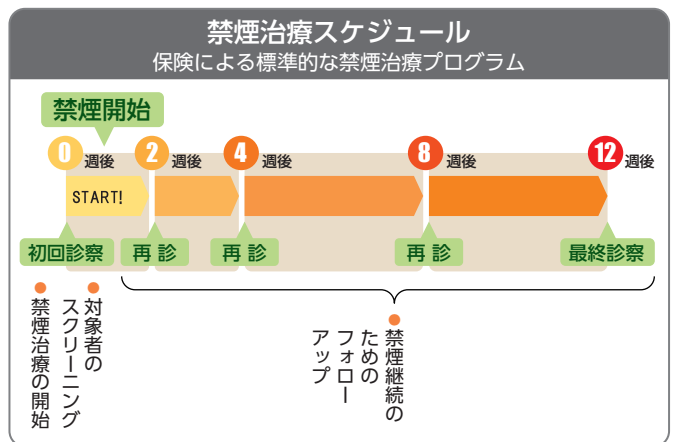 禁煙治療スケジュール
保険による標準的な禁煙治療プログラム
禁煙開始
0週後
2週後
4週後
8週後
12週後
START!
初回診察
再診
再診
再診
最終診察
●対象者の
スクリーニング
●禁煙治療の開始
●禁煙継続の
ための
フォロー
アップ